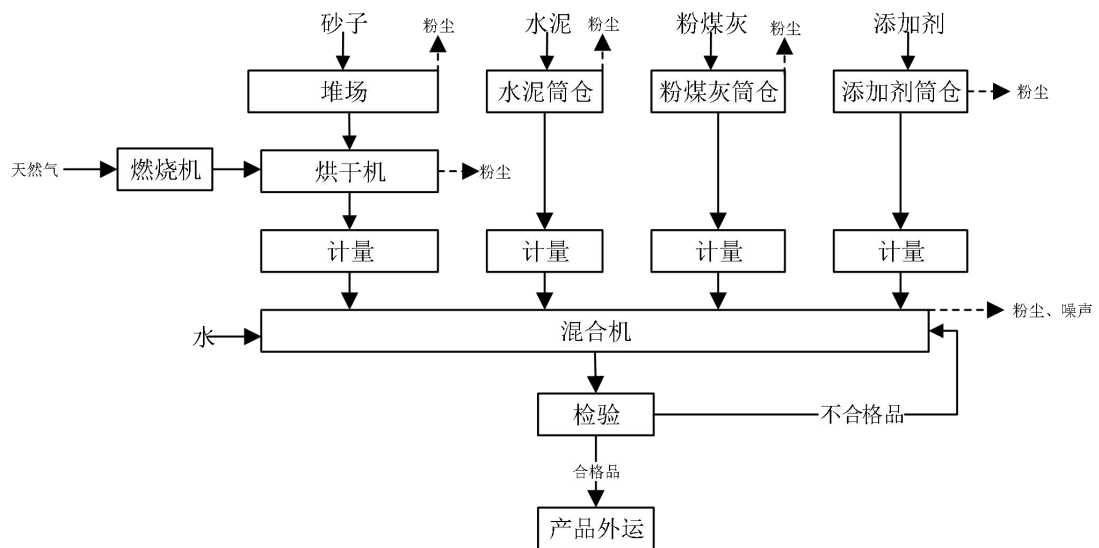 砂子
粉尘
水泥
粉尘
粉煤灰
粉尘
添加剂
堆场
水泥筒仓
粉煤灰筒仓
添加剂筒仓
粉尘
天然气
燃烧机
烘干机
粉尘
计量
计量
计量
计量
粉尘、噪声
水
混合机
检验
不合格品
合格品
产品外运